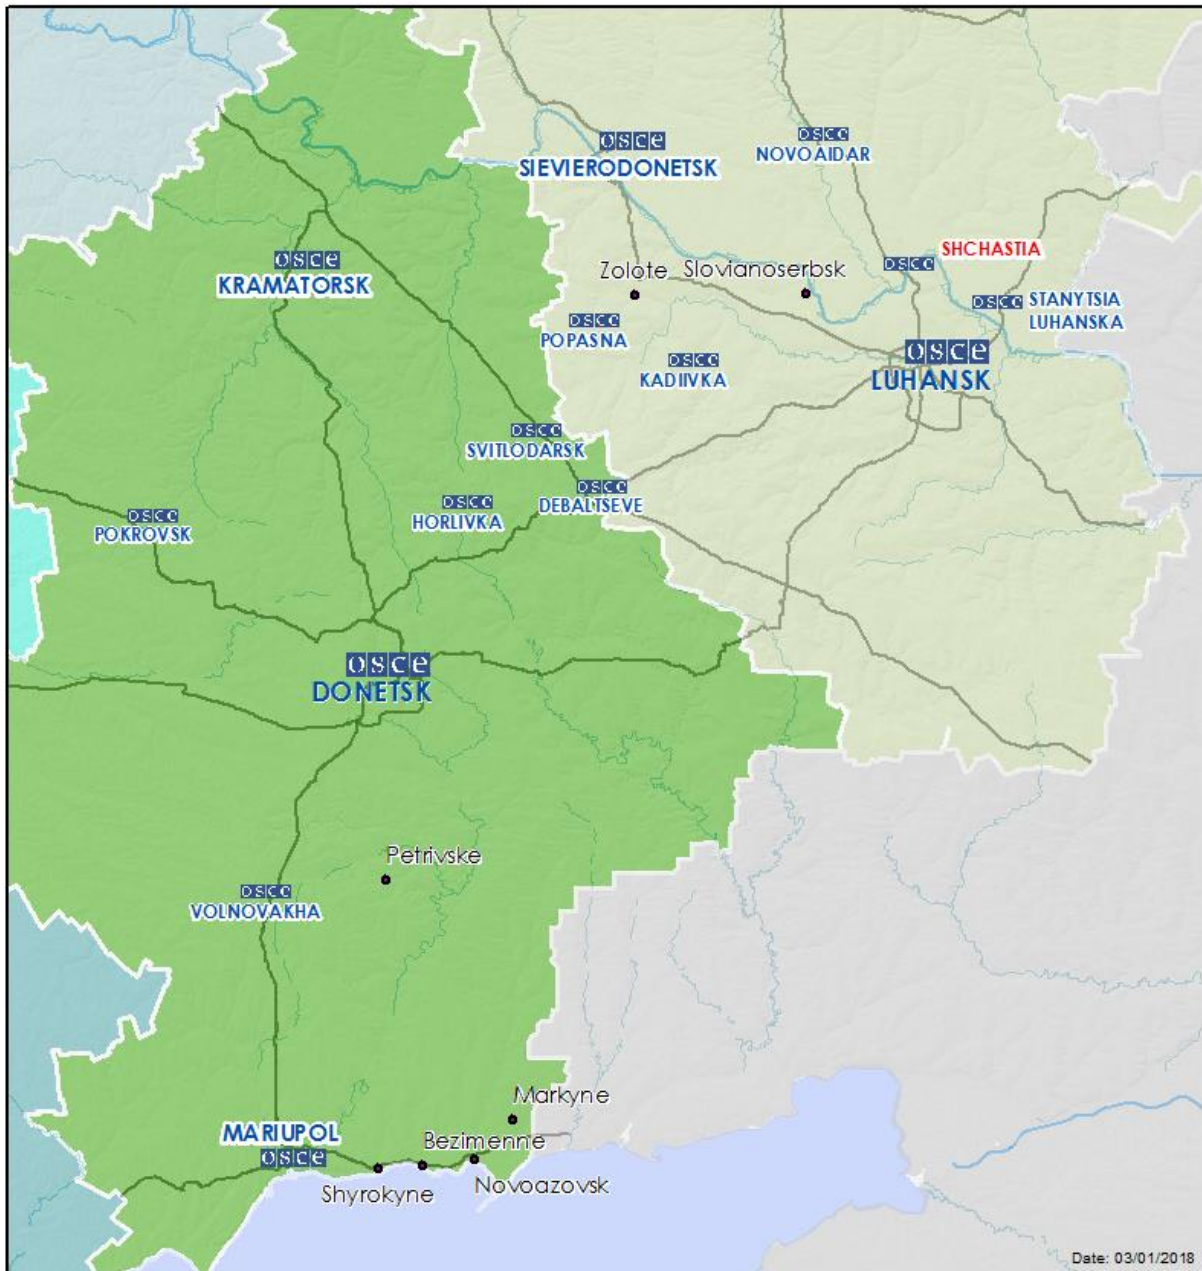 osce
SIEVIERODONETSK
osce
NOVOAIDAR
osce
KRAMATORSK
SHCHASTIA
osce
Zolote
Slovianoserbsk
osce
STANYTSIA
LUHANSKA
osce
POPASNA
osce
KADIIVKA
osce
LUHANSK
osce
SVITLODARSK
osce
DEBALTSEVE
osce
HORLIVKA
osce
POKROVSK
osce
DONETSK
Petrivske
osce
VOLNOVAKHA
Markyne
MARIUPOL
osce
Bezimenne
Shyrokyne
Novoazovsk
Date: 03/01/2018